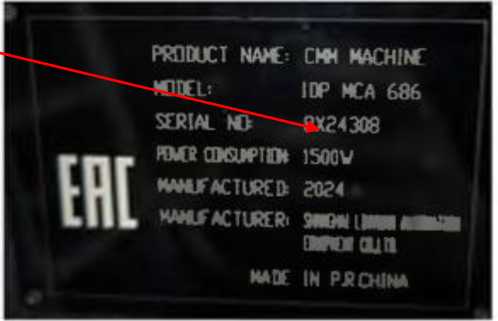 PRODUCT NAME: CMM MACHINE
MODEL: IDP MCA 686
SERIAL NO: X24308
POWER CONSUMPTION: 1500W
MANUFACTURED: 2024
MANUFACTURER:
EAC
MADE IN P.R.CHINA